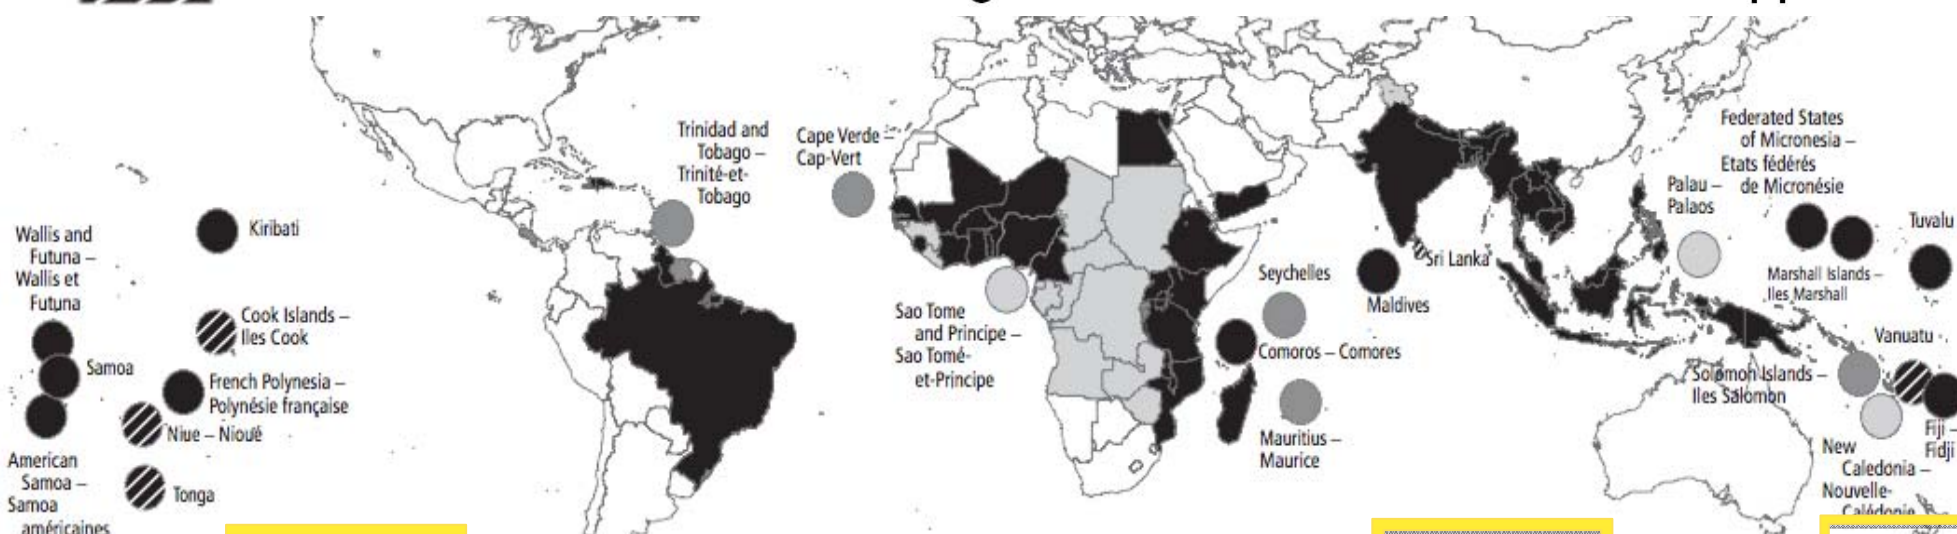 Trinidad and
Tobago –
Trinité-et-
Tobago
Cape Verde –
Cap-Vert
Federated States
of Micronesia –
Etats fédérés
de Micronésie
Palau –
Palaos
Tuvalu
Wallis and
Futuna –
Wallis et
Futuna
Kiribati
Sri Lanka
Seychelles
Marshall Islands –
Iles Marshall
Maldives
Cook Islands –
Iles Cook
Sao Tome
and Principe –
Sao Tomé-
et-Principe
Vanuatu
Comoros – Comores
Samoa
French Polynesia –
Polynésie française
Solomon Islands –
Iles Salomon
Niue – Nioué
Mauritius –
Maurice
Fiji –
Fidji
New
Caledonia –
Nouvelle-
Calédonie
American
Samoa –
Samoa
américaines
Tonga